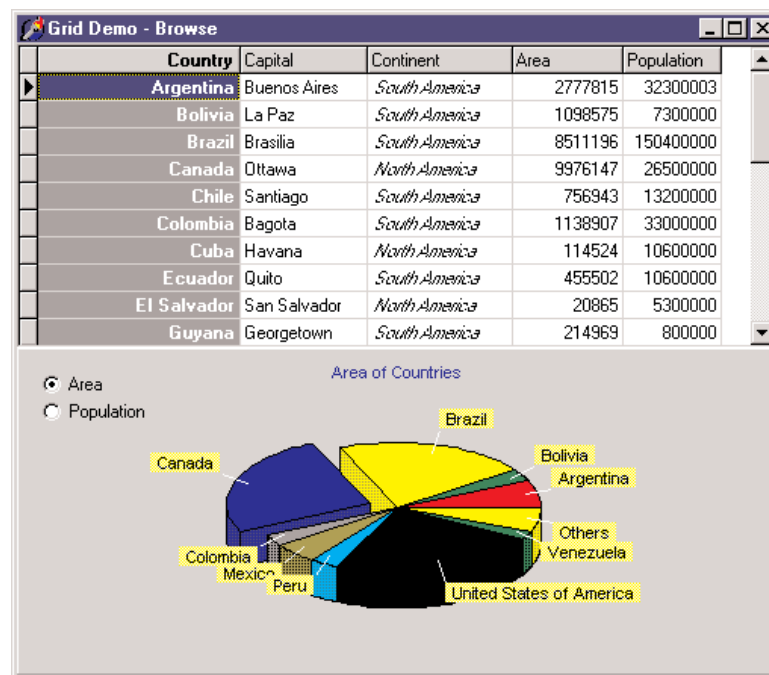 Grid Demo - Browse
Country Capital Continent Area Population
Argentina Buenos Aires South America 2777815 32300003
Bolivia La Paz South America 1098575 7300000
Brazil Brasilia South America 8511196 150400000
Canada Ottawa North America 9976147 26500000
Chile Santiago South America 756943 13200000
Colombia Bagota South America 1138907 33000000
Cuba Havana North America 114524 10600000
Ecuador Quito South America 455502 10600000
El Salvador San Salvador North America 20865 5300000
Guyana Georgetown South America 214969 800000
Area of Countries
Area
Population
Brazil
Canada
Bolivia
Argentina
Others
Venezuela
Colombia
Mexico
Peru
United States of America